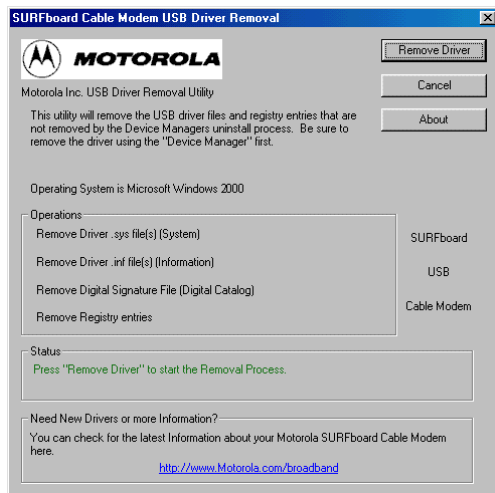 SURFboard Cable Modem USB Driver Removal
MOTOROLA
Remove Driver
Motorola Inc. USB Driver Removal Utility
Cancel
This utility will remove the USB driver files and registry entries that are
not removed by the Device Managers uninstall process. Be sure to
remove the driver using the "Device Manager" first.
About
Operating System is Microsoft Windows 2000
Operations
Remove Driver .sys file(s) (System)
Remove Driver .inf file(s) (Information)
Remove Digital Signature File (Digital Catalog)
Remove Registry entries
SURFboard
USB
Cable Modem
Status
Press "Remove Driver" to start the Removal Process.
Need New Drivers or more Information?
You can check for the latest Information about your Motorola SURFboard Cable Modem
here.
http://www.Motorola.com/broadband